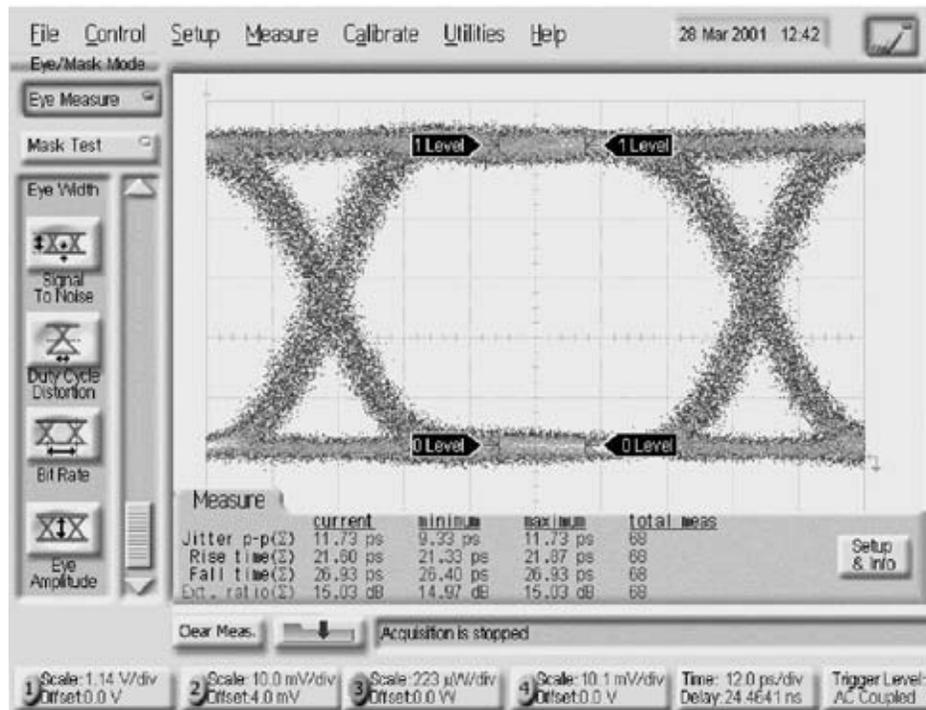 File Control Setup Measure Calibrate Utilities Help 28 Mar 2001 12:42
Eye/Mask Mode
Eye Measure
Mask Test
Eye Width
Signal
To Noise
Duty Cycle
Distortion
Bit Rate
Eye
Amplitude
1 Level 1 Level
0 Level 0 Level
Measure
current minimum maximum total meas
Jitter p-p(Σ) 11.73 ps 9.33 ps 11.73 ps 68
Rise time(Σ) 21.60 ps 21.33 ps 21.87 ps 68
Fall time(Σ) 26.93 ps 26.40 ps 26.93 ps 68
Ext. ratio(Σ) 15.03 dB 14.97 dB 15.03 dB 68
Setup
& Info
Clear Meas. Acquisition is stopped
1 Scale:1.14 V/div
Offset:0.0 V
2 Scale:10.0 mV/div
Offset:4.0 mV
3 Scale:223 µW/div
Offset:0.0 W
4 Scale:10.1 mV/div
Offset:0.0 V
Time:12.0 ps/div
Delay:24.4641 ns
Trigger Level:
AC Coupled